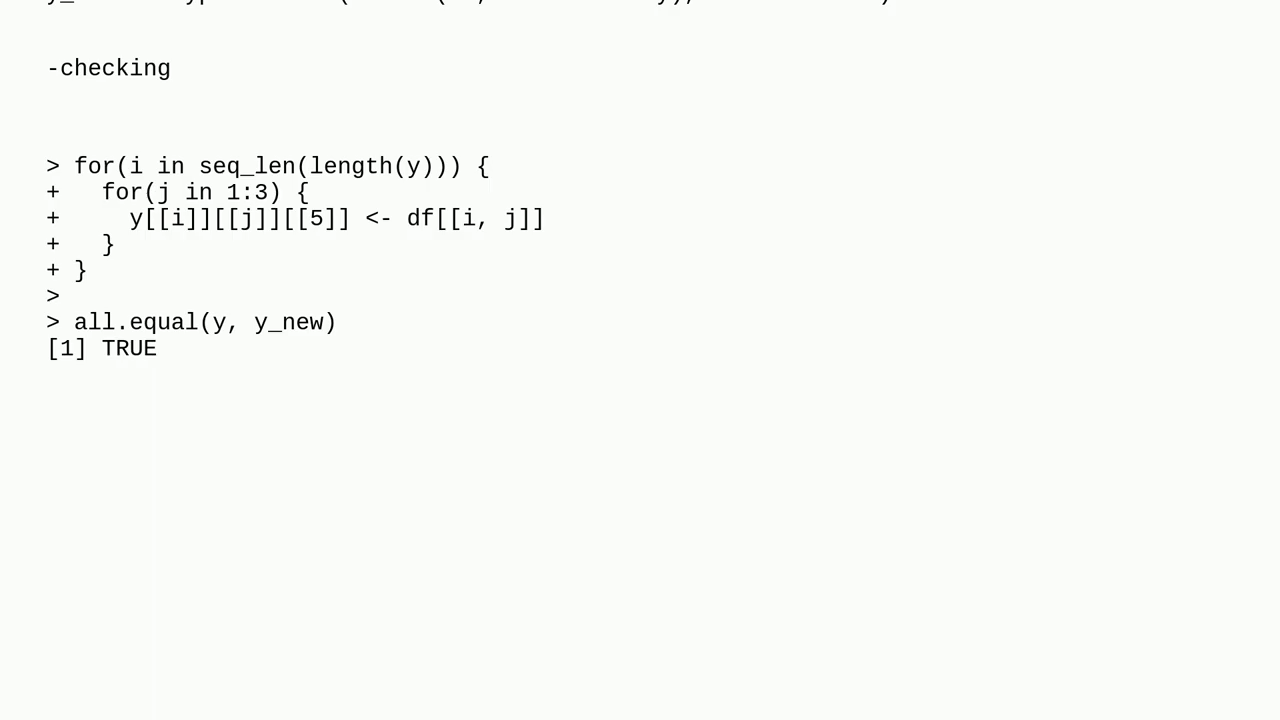 -checking
> for(i in seq_len(length(y))) {
+   for(j in 1:3) {
+     y[[i]][[j]][[5]] <- df[[i, j]]
+   }
+ }
>
> all.equal(y, y_new)
[1] TRUE